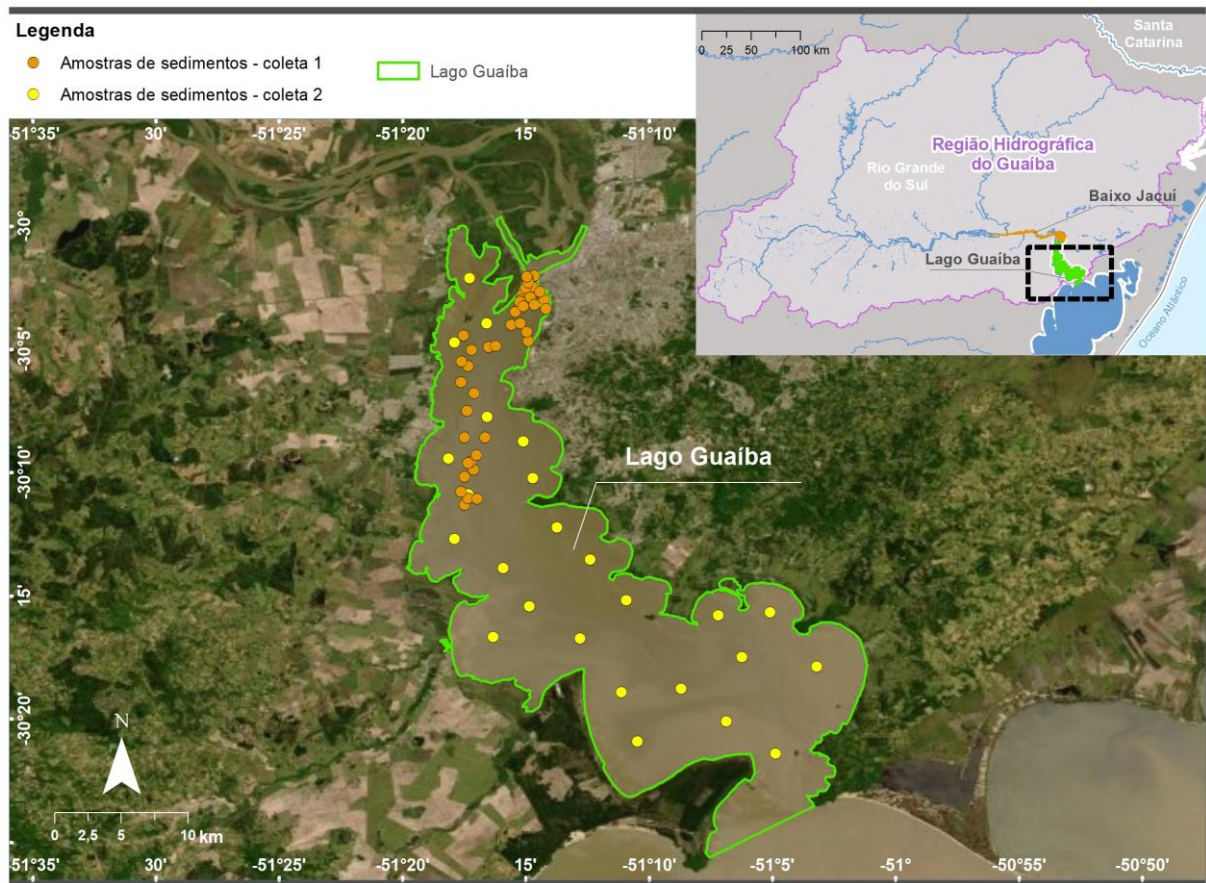 Legenda
Amostras de sedimentos - coleta 1
Lago Guaíba
Amostras de sedimentos - coleta 2
0 25 50 100 km
Santa
Catarina
Região Hidrográfica
do Guaíba
Rio Grande
do Sul
Baixo Jacuí
Lago Guaíba
Oceano Atlântico
-51°35' 30' -51°25' -51°20' 15' -51°10'
-30°
-30°5'
-30°10'
15'
-30°20'
Lago Guaíba
N
0 2,5 5 10 km
-51°35' 30' -51°25' -51°20' 15' -51°10' -51°5' -51° -50°55' -50°50'